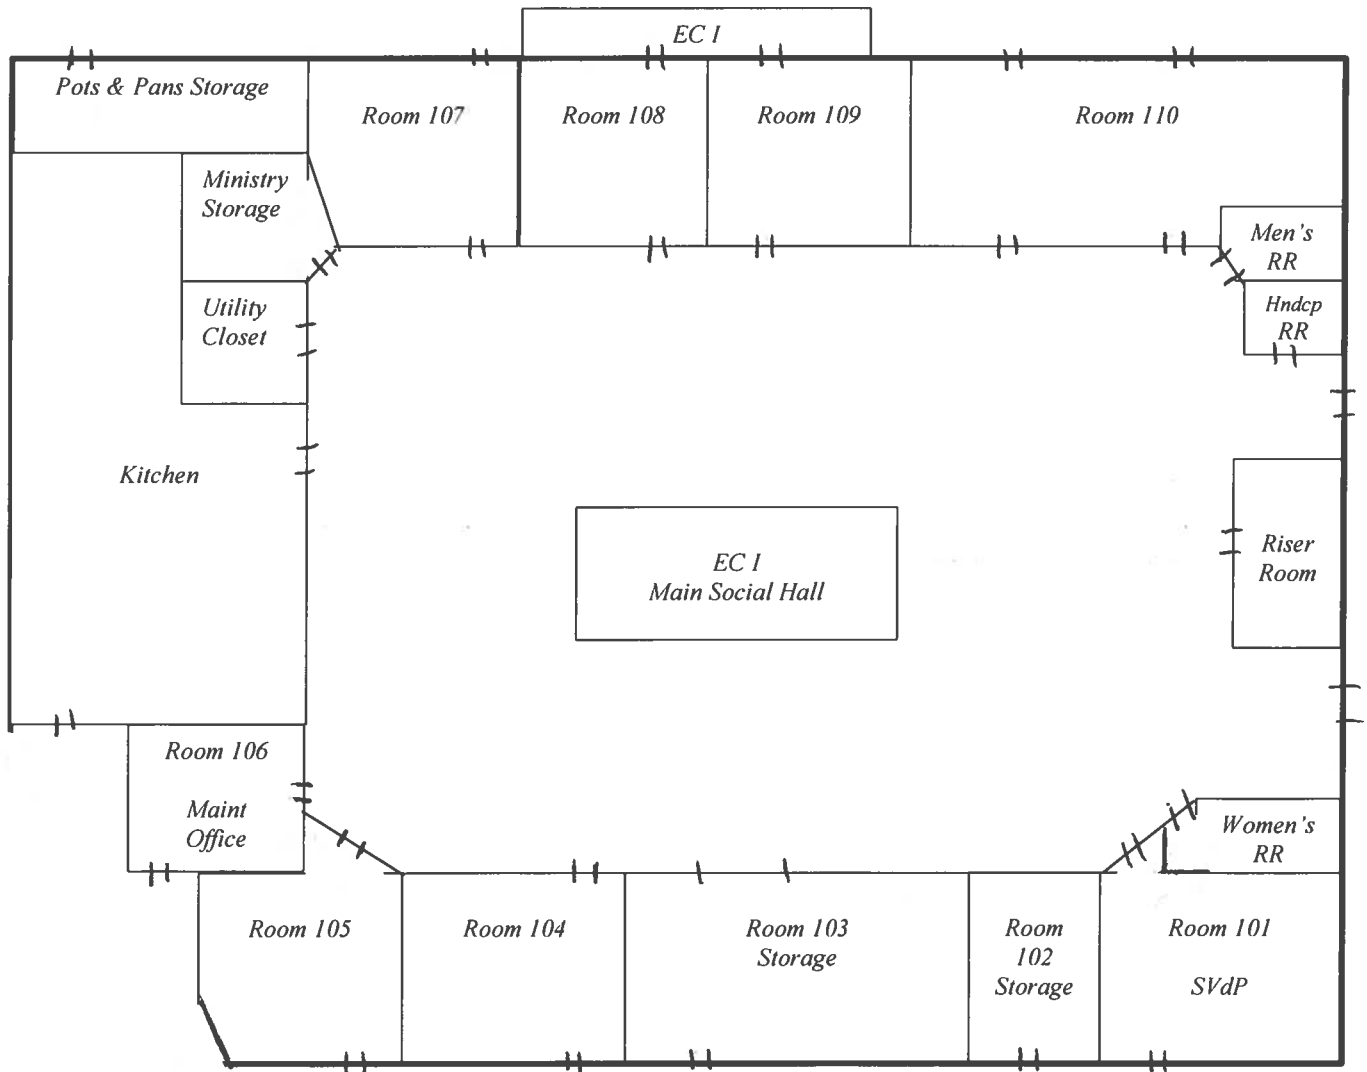 EC I
Pots & Pans Storage
Room 107
Room 108
Room 109
Room 110
Ministry
Storage
Men's
RR
Utility
Closet
Hndcp
RR
Kitchen
EC I
Main Social Hall
Riser
Room
Room 106
Maint
Office
Women's
RR
Room 105
Room 104
Room 103
Storage
Room
102
Storage
Room 101
SVdP